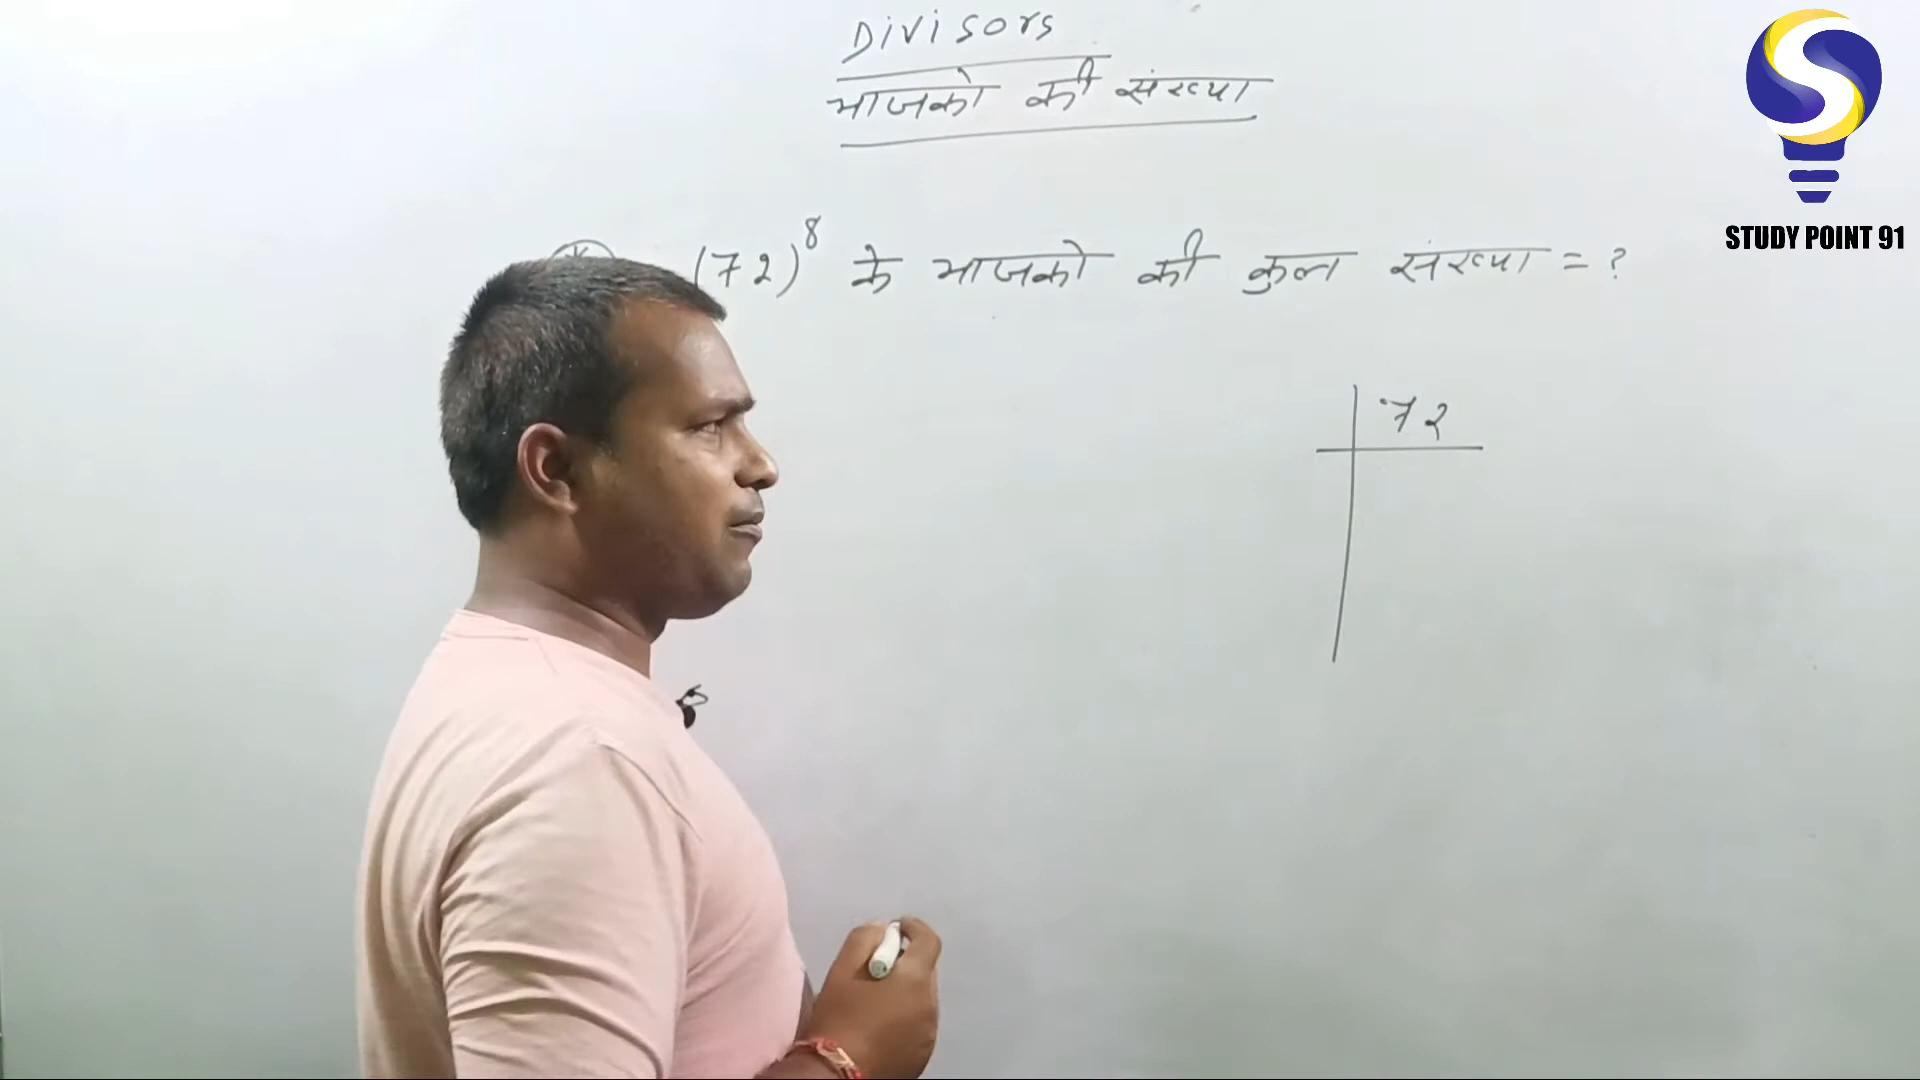 Divisors
भाजको की संख्या
(72)^8 के भाजको की कुल संख्या = ?
72
STUDY POINT 91